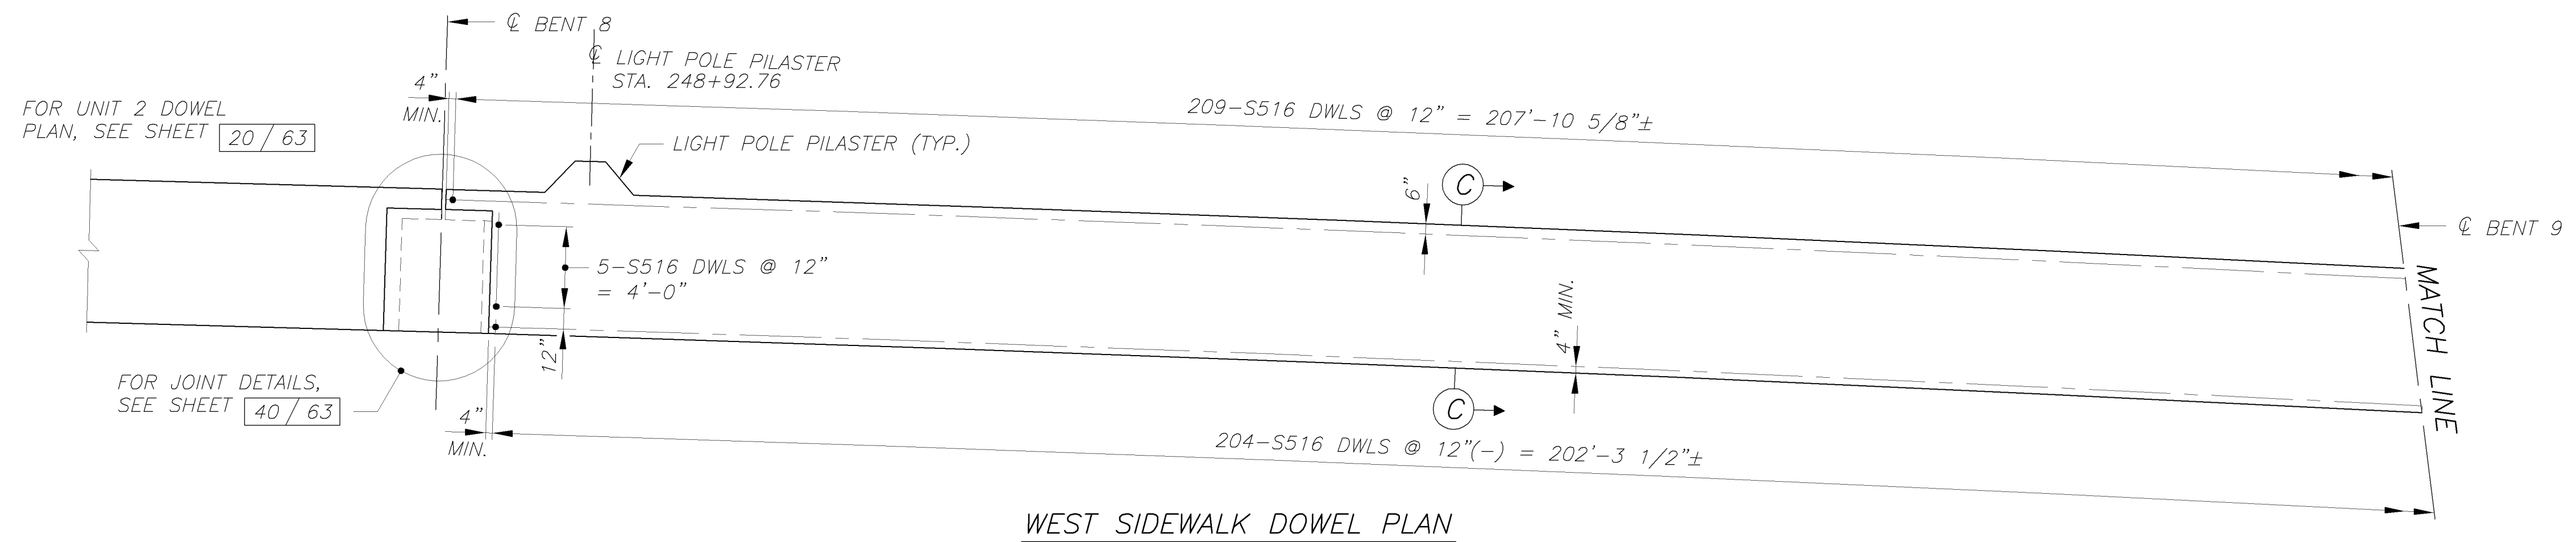 ℄ BENT 8
℄ LIGHT POLE PILASTER
STA. 248+92.76
4"
MIN.
FOR UNIT 2 DOWEL
PLAN, SEE SHEET 20 / 63
209-S516 DWLS @ 12" = 207'-10 5/8"±
LIGHT POLE PILASTER (TYP.)
C
6"
℄ BENT 9
5-S516 DWLS @ 12"
= 4'-0"
MATCH LINE
12"
4" MIN.
FOR JOINT DETAILS,
SEE SHEET 40 / 63
C
4"
MIN.
204-S516 DWLS @ 12"(-) = 202'-3 1/2"±
WEST SIDEWALK DOWEL PLAN